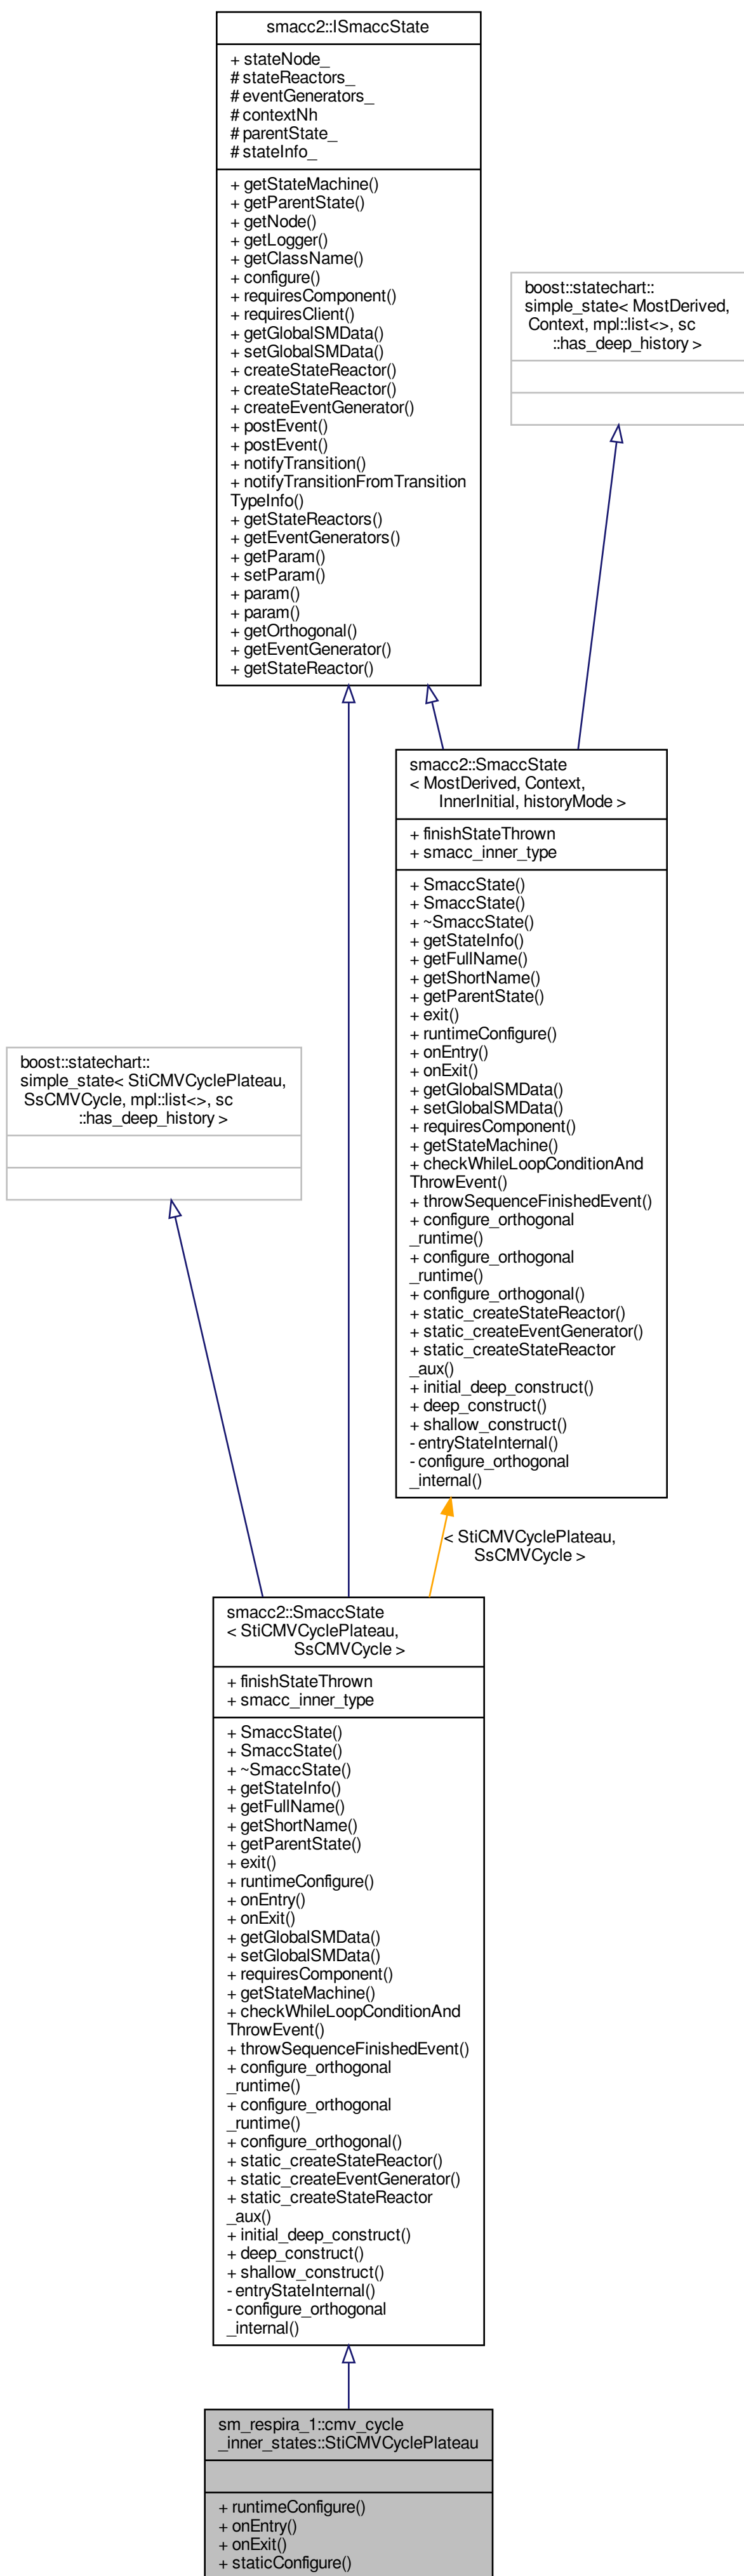 smacc2::ISmaccState
+ stateNode_
# stateReactors_
# eventGenerators_
# contextNh
# parentState_
# stateInfo_
+ getStateMachine()
+ getParentState()
+ getNode()
+ getLogger()
+ getClassName()
+ configure()
+ requiresComponent()
+ requiresClient()
+ getGlobalSMData()
+ setGlobalSMData()
+ createStateReactor()
+ createStateReactor()
+ createEventGenerator()
+ postEvent()
+ postEvent()
+ notifyTransition()
+ notifyTransitionFromTransition
TypeInfo()
+ getStateReactors()
+ getEventGenerators()
+ getParam()
+ setParam()
+ param()
+ param()
+ getOrthogonal()
+ getEventGenerator()
+ getStateReactor()
boost::statechart::
simple_state< MostDerived,
Context, mpl::list<>, sc
::has_deep_history >
smacc2::SmaccState
< MostDerived, Context,
InnerInitial, historyMode >
+ finishStateThrown
+ smacc_inner_type
+ SmaccState()
+ SmaccState()
+ ~SmaccState()
+ getStateInfo()
+ getFullName()
+ getShortName()
+ getParentState()
+ exit()
+ runtimeConfigure()
+ onEntry()
+ onExit()
+ getGlobalSMData()
+ setGlobalSMData()
+ requiresComponent()
+ getStateMachine()
+ checkWhileLoopConditionAnd
ThrowEvent()
+ throwSequenceFinishedEvent()
+ configure_orthogonal
_runtime()
+ configure_orthogonal
_runtime()
+ configure_orthogonal()
+ static_createStateReactor()
+ static_createEventGenerator()
+ static_createStateReactor
_aux()
+ initial_deep_construct()
+ deep_construct()
+ shallow_construct()
- entryStateInternal()
- configure_orthogonal
_internal()
boost::statechart::
simple_state< StiCMVCyclePlateau,
SsCMVCycle, mpl::list<>, sc
::has_deep_history >
< StiCMVCyclePlateau,
SsCMVCycle >
smacc2::SmaccState
< StiCMVCyclePlateau,
SsCMVCycle >
+ finishStateThrown
+ smacc_inner_type
+ SmaccState()
+ SmaccState()
+ ~SmaccState()
+ getStateInfo()
+ getFullName()
+ getShortName()
+ getParentState()
+ exit()
+ runtimeConfigure()
+ onEntry()
+ onExit()
+ getGlobalSMData()
+ setGlobalSMData()
+ requiresComponent()
+ getStateMachine()
+ checkWhileLoopConditionAnd
ThrowEvent()
+ throwSequenceFinishedEvent()
+ configure_orthogonal
_runtime()
+ configure_orthogonal
_runtime()
+ configure_orthogonal()
+ static_createStateReactor()
+ static_createEventGenerator()
+ static_createStateReactor
_aux()
+ initial_deep_construct()
+ deep_construct()
+ shallow_construct()
- entryStateInternal()
- configure_orthogonal
_internal()
sm_respira_1::cmv_cycle
_inner_states::StiCMVCyclePlateau
+ runtimeConfigure()
+ onEntry()
+ onExit()
+ staticConfigure()